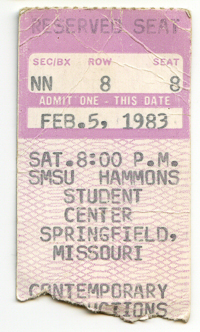 RESERVED SEAT
SEC/BX ROW SEAT
NN 8 8
ADMIT ONE - THIS DATE
FEB. 5, 1983
SAT. 8:00 P.M.
SMSU HAMMONS
STUDENT
CENTER
SPRINGFIELD,
MISSOURI
CONTEMPORARY